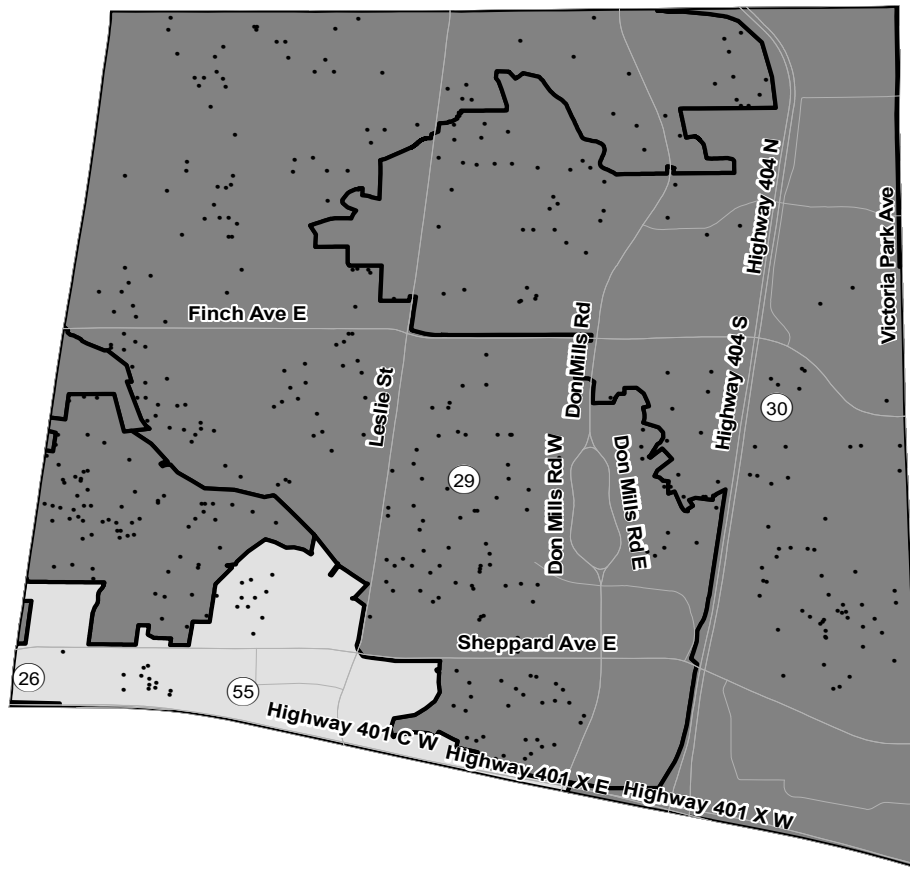 Highway 404 N
Victoria Park Ave
Finch Ave E
Don Mills Rd
Highway 404 S
Leslie St
30
29
Don Mills Rd W
Don Mills Rd E
Sheppard Ave E
26
55
Highway 401 C W
Highway 401 X E
Highway 401 X W